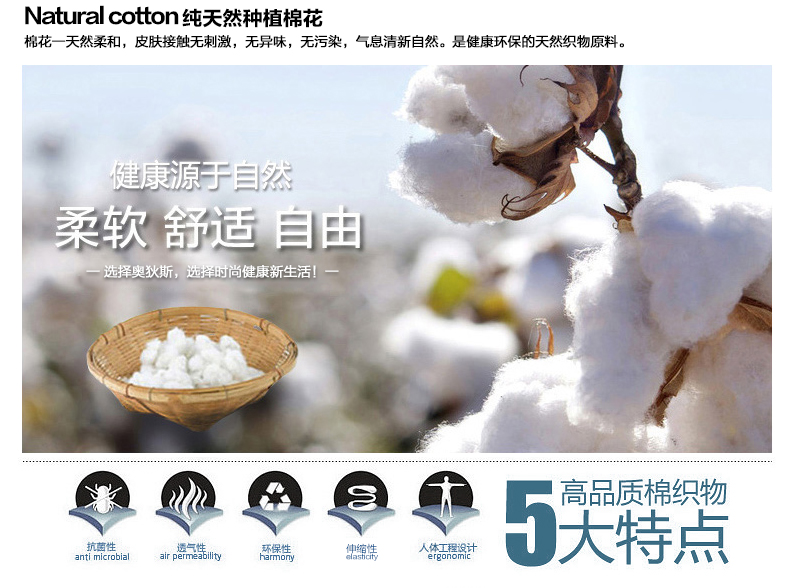 Natural cotton 纯天然种植棉花
棉花一天然柔和，皮肤接触无刺激，无异味，无污染，气息清新自然。是健康环保的天然织物原料。
健康源于自然
柔软 舒适 自由
— 选择奥狄斯，选择时尚健康新生活！—
抗菌性
anti microbial
透气性
air permeability
环保性
harmony
伸缩性
elasticity
人体工程设计
ergonomic
5
高品质棉织物
大特点